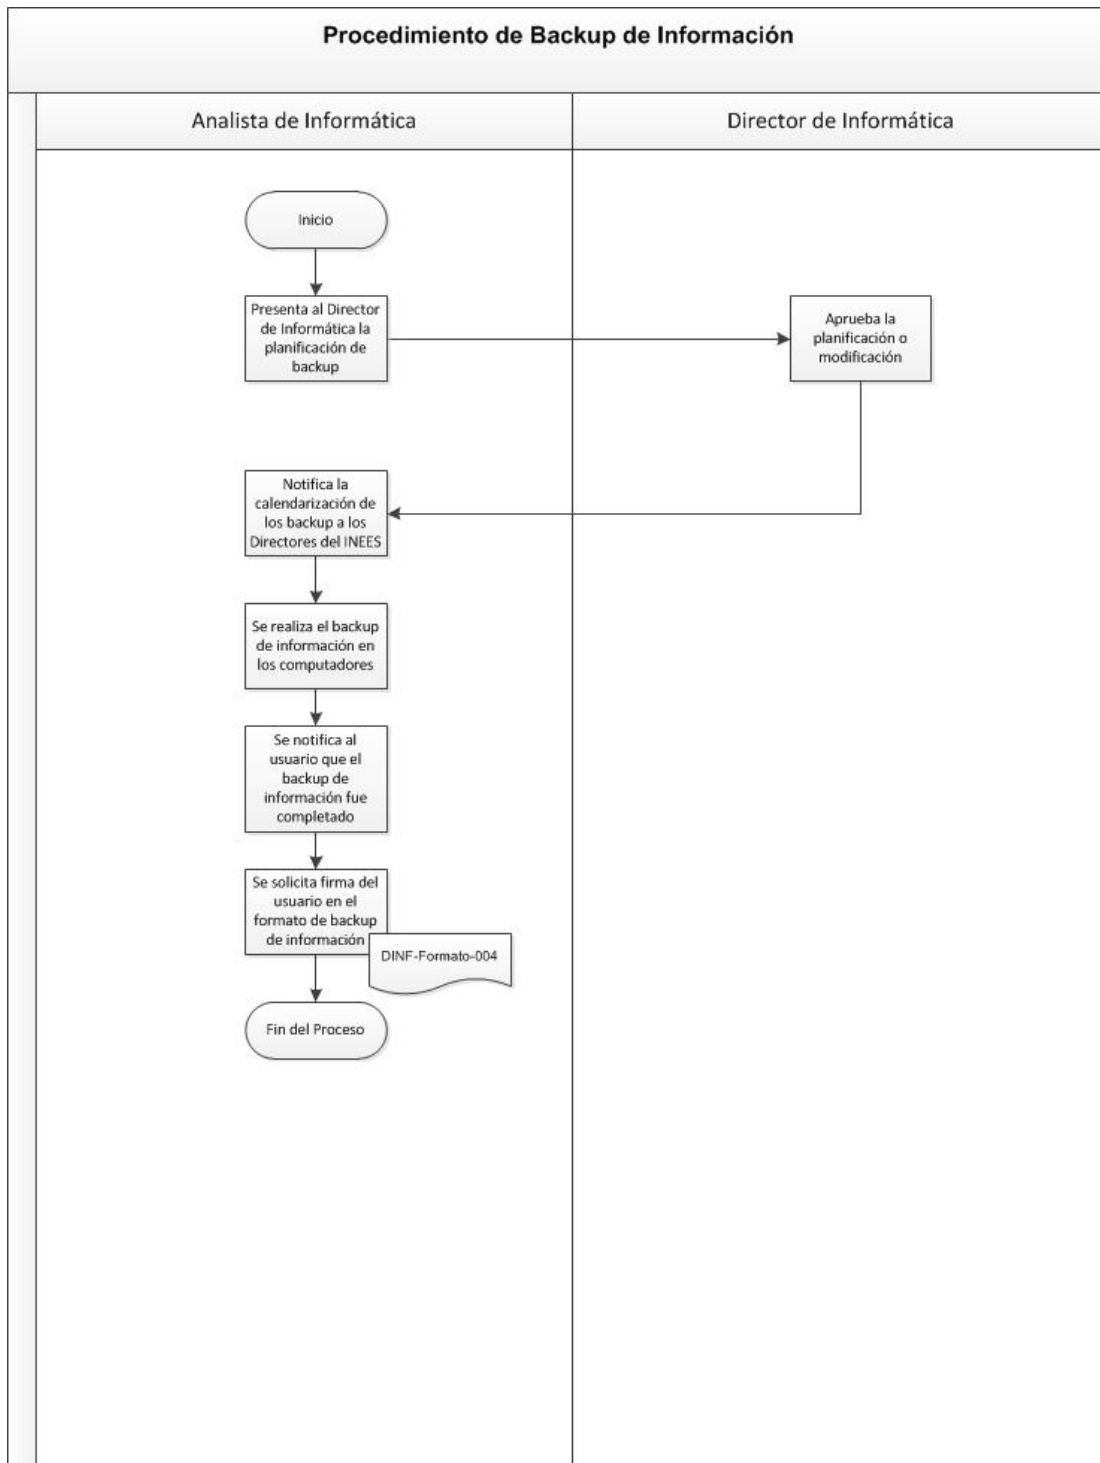 Procedimiento de Backup de Información
Analista de Informática
Director de Informática
Inicio
Presenta al Director
de Informática la
planificación de
backup
Aprueba la
planificación o
modificación
Notifica la
calendarización de
los backup a los
Directores del INEES
Se realiza el backup
de información en
los computadores
Se notifica al
usuario que el
backup de
información fue
completado
Se solicita firma del
usuario en el
formato de backup
de información
DINF-Formato-004
Fin del Proceso